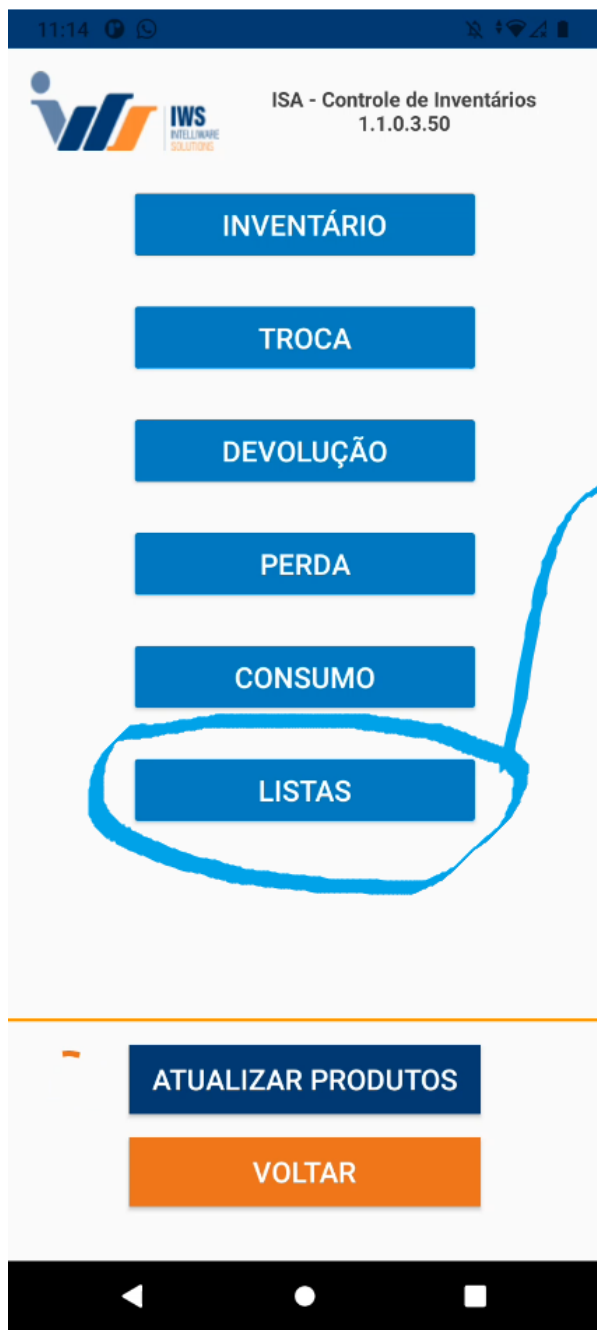 11:14
ISA - Controle de Inventários
1.1.0.3.50
IWS
INTELLIWARE
SOLUTIONS
INVENTÁRIO
TROCA
DEVOLUÇÃO
PERDA
CONSUMO
LISTAS
ATUALIZAR PRODUTOS
VOLTAR